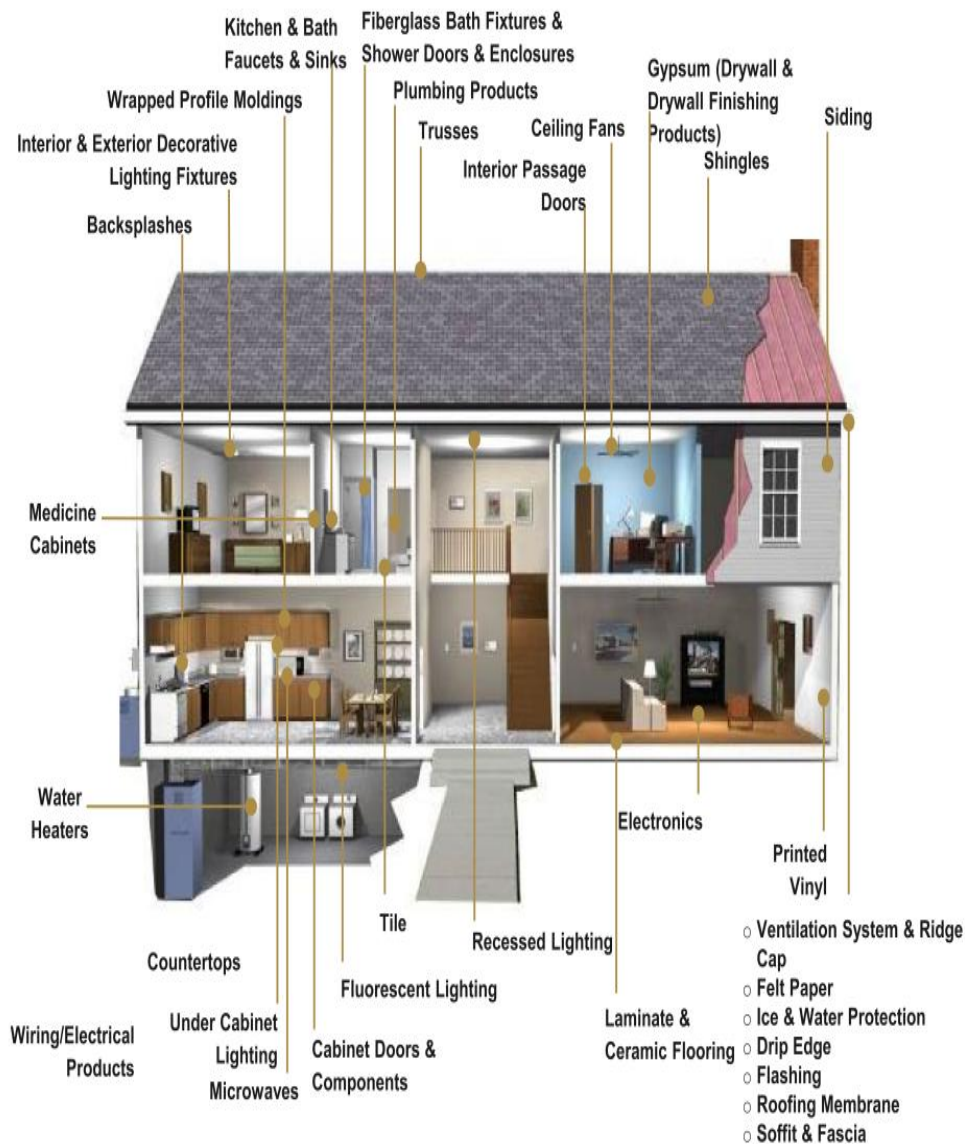 Kitchen & Bath
Faucets & Sinks
Fiberglass Bath Fixtures &
Shower Doors & Enclosures
Gypsum (Drywall &
Drywall Finishing
Products)
Wrapped Profile Moldings
Plumbing Products
Trusses
Ceiling Fans
Siding
Interior & Exterior Decorative
Lighting Fixtures
Interior Passage
Doors
Shingles
Backsplashes
Medicine
Cabinets
Water
Heaters
Electronics
Printed
Vinyl
Tile
Recessed Lighting
Countertops
Fluorescent Lighting
Wiring/Electrical
Products
Under Cabinet
Lighting
Microwaves
Cabinet Doors &
Components
Laminate &
Ceramic Flooring
○ Ventilation System & Ridge
Cap
○ Felt Paper
○ Ice & Water Protection
○ Drip Edge
○ Flashing
○ Roofing Membrane
○ Soffit & Fascia